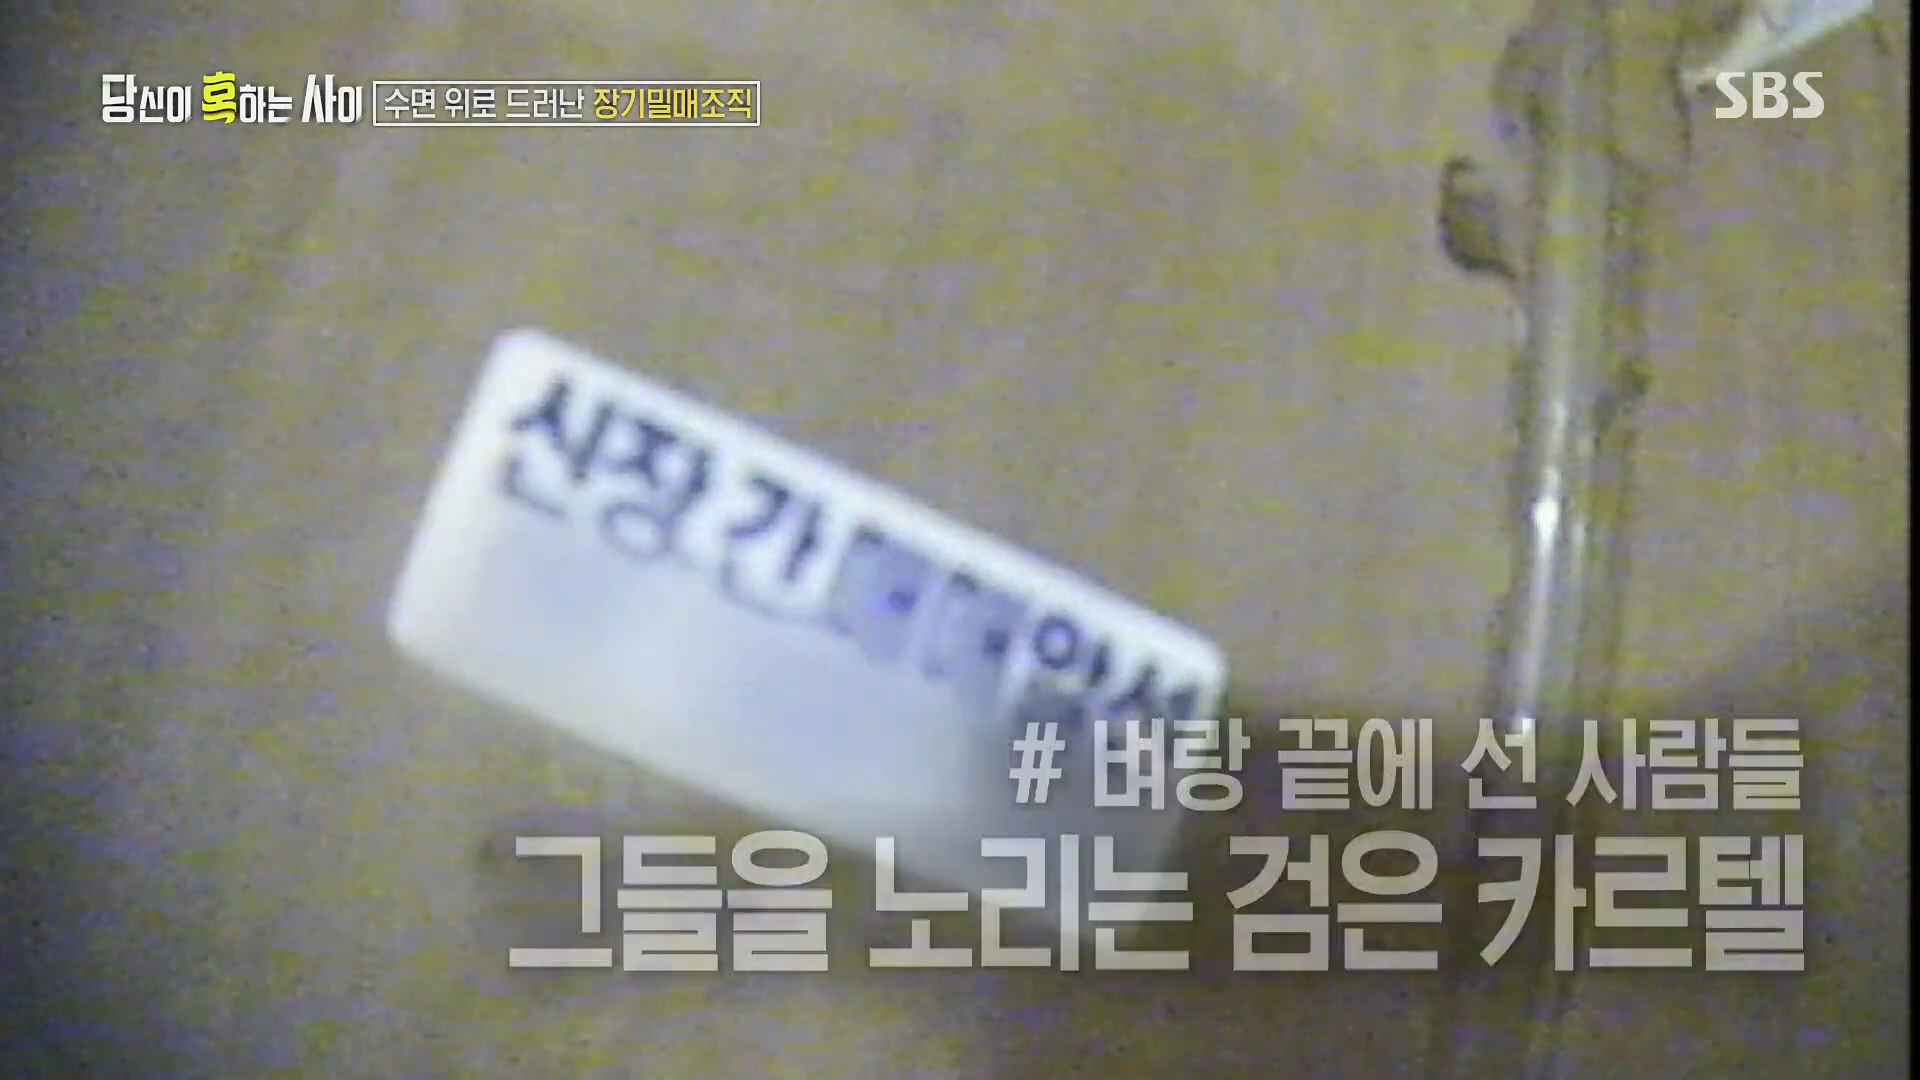 당신이 혹하는 사이
수면 위로 드러난 장기밀매조직
SBS
신장 간
# 벼랑 끝에 선 사람들
그들을 노리는 검은 카르텔